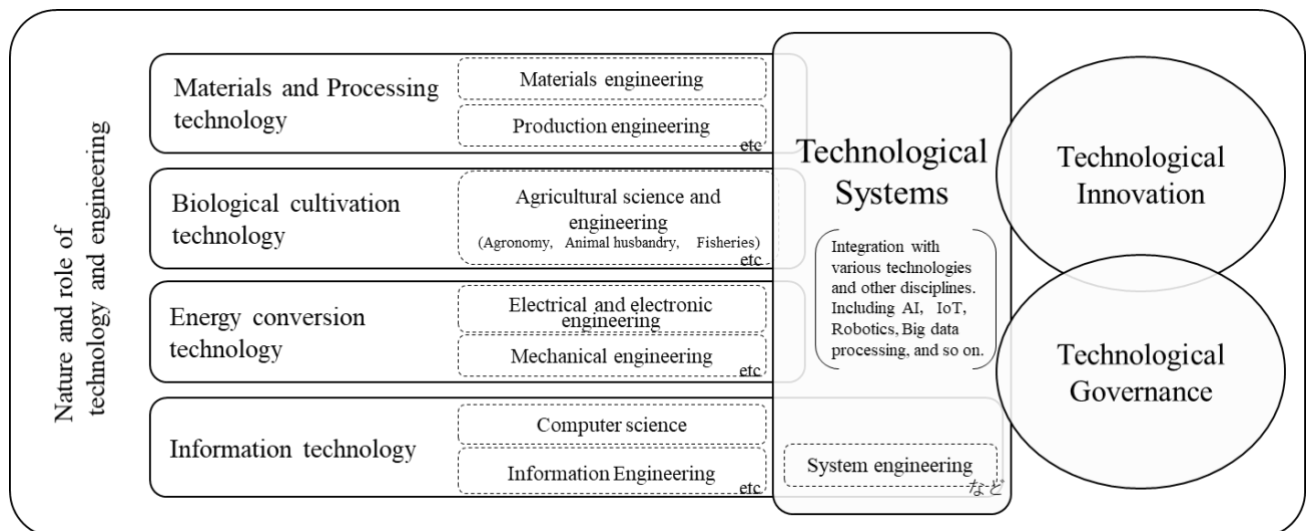 Nature and role of
technology and engineering
Materials and Processing
technology
Materials engineering
Production engineering
etc
Biological cultivation
technology
Agricultural science and
engineering
(Agronomy, Animal husbandry, Fisheries)
etc
Energy conversion
technology
Electrical and electronic
engineering
Mechanical engineering
etc
Information technology
Computer science
Information Engineering
etc
Technological
Systems
Integration with
various technologies
and other disciplines.
Including AI, IoT,
Robotics, Big data
processing, and so on.
System engineering
など
Technological
Innovation
Technological
Governance